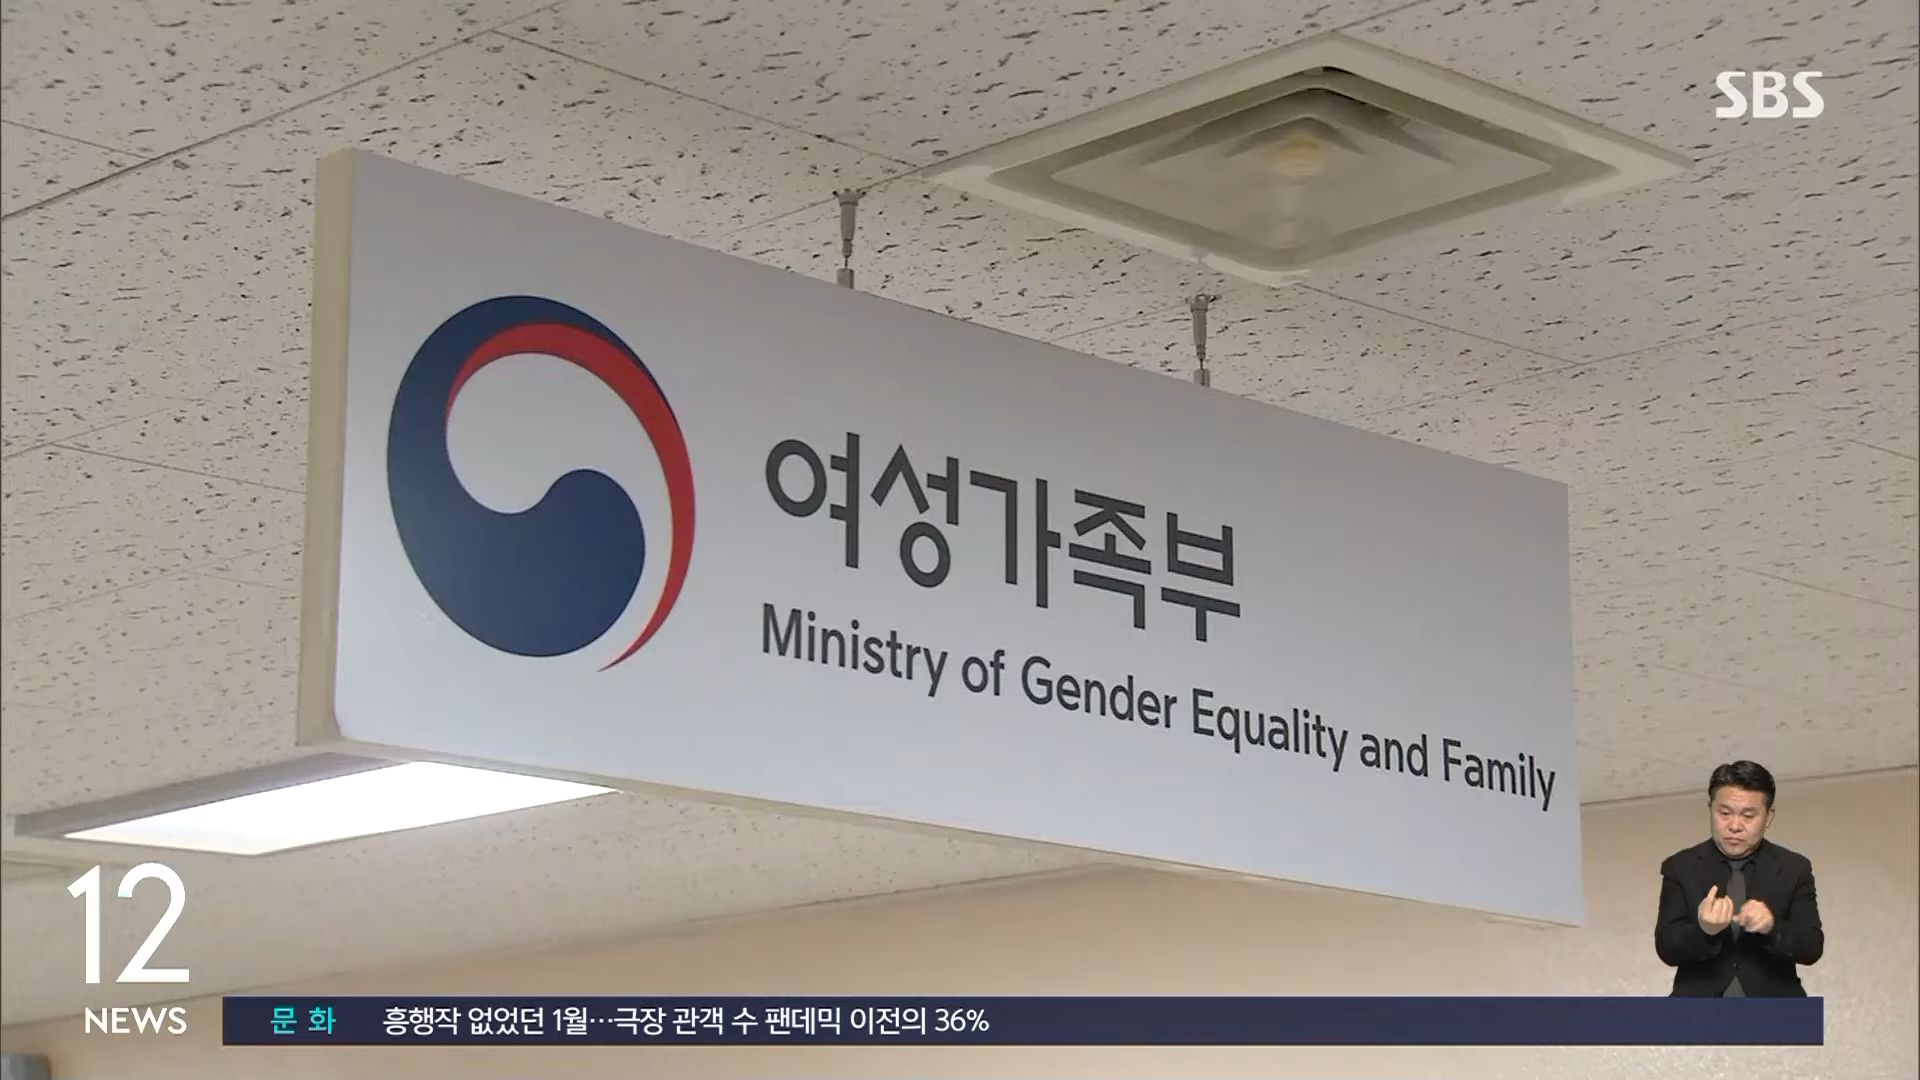 SBS
여성가족부
Ministry of Gender Equality and Family
12
NEWS
문화 흥행작 없었던 1월…극장 관객 수 팬데믹 이전의 36%